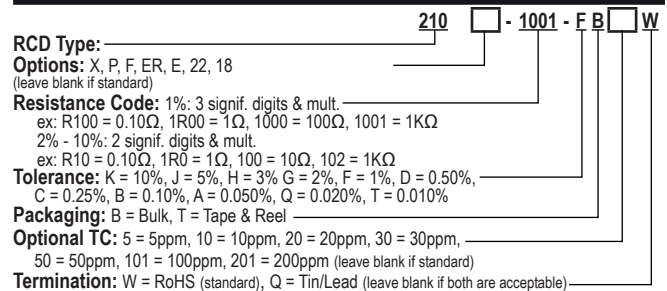 210 □ - 1001 - F B □ W
RCD Type:
Options: X, P, F, ER, E, 22, 18
(leave blank if standard)
Resistance Code: 1%: 3 signif. digits & mult.
ex: R100 = 0.10Ω, 1R00 = 1Ω, 1000 = 100Ω, 1001 = 1KΩ
2% - 10%: 2 signif. digits & mult.
ex: R10 = 0.10Ω, 1R0 = 1Ω, 100 = 10Ω, 102 = 1KΩ
Tolerance: K = 10%, J = 5%, H = 3% G = 2%, F = 1%, D = 0.50%,
C = 0.25%, B = 0.10%, A = 0.050%, Q = 0.020%, T = 0.010%
Packaging: B = Bulk, T = Tape & Reel
Optional TC: 5 = 5ppm, 10 = 10ppm, 20 = 20ppm, 30 = 30ppm,
50 = 50ppm, 101 = 100ppm, 201 = 200ppm (leave blank if standard)
Termination: W = RoHS (standard), Q = Tin/Lead (leave blank if both are acceptable)